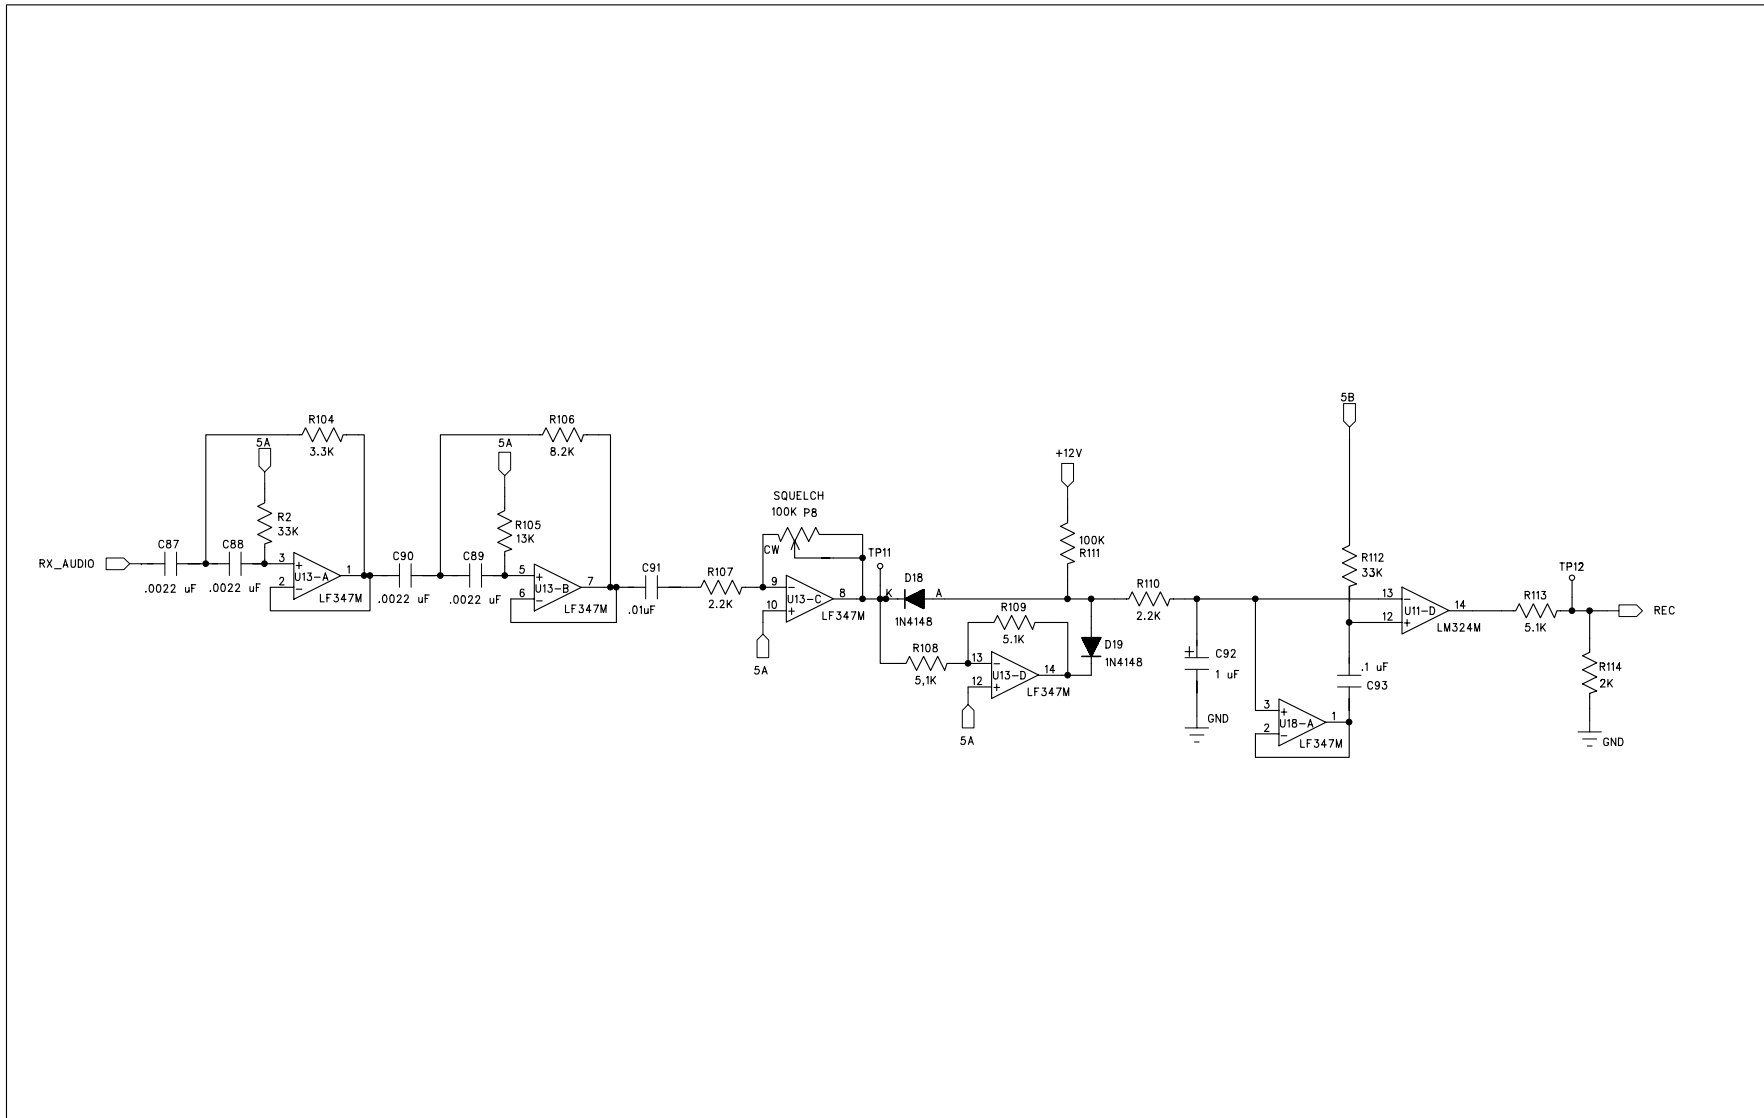 5B
R104
3.3K
5A
R106
8.2K
5A
+12V
SQUELCH
100K P8
CW
R2
33K
R105
13K
100K
R111
R112
33K
RX_AUDIO
C87
.0022 uF
C88
.0022 uF
3
+
2
–
U13-A
1
LF347M
C90
.0022 uF
C89
.0022 uF
5
+
6
–
U13-B
7
LF347M
C91
.01uF
R107
2.2K
9
–
10
+
U13-C
8
LF347M
5A
TP11
K
D18
A
1N4148
R108
5,1K
R109
5.1K
13
–
12
+
U13-D
14
LF347M
5A
D19
1N4148
R110
2.2K
+
C92
1 uF
GND
3
+
2
–
U18-A
1
LF347M
.1 uF
C93
13
–
12
+
U11-D
14
LM324M
R113
5.1K
TP12
REC
R114
2K
GND